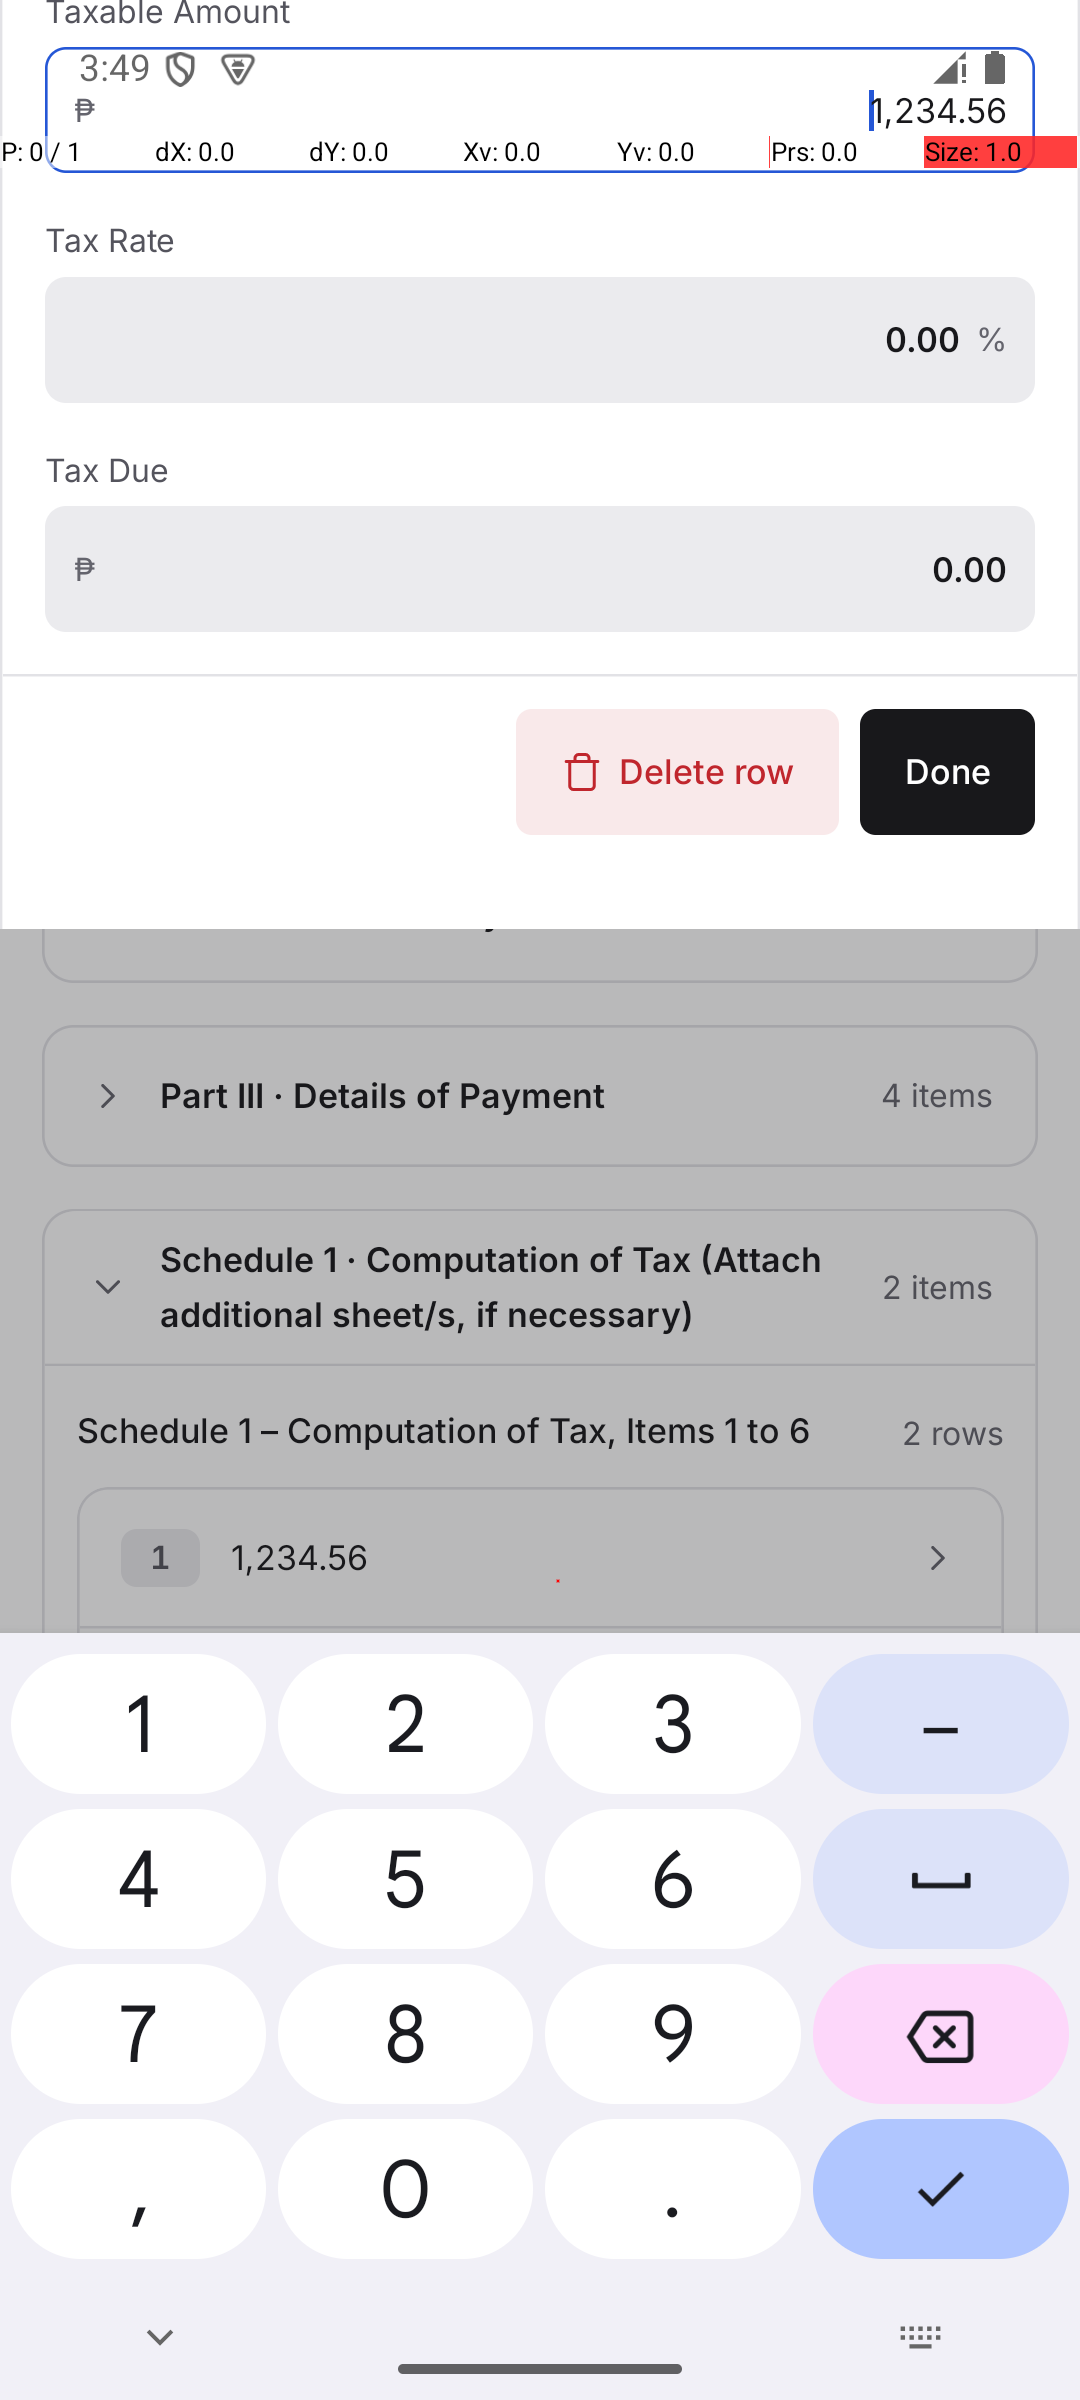 Taxable Amount
3:49
₱ 1,234.56
P: 0 / 1 dX: 0.0 dY: 0.0 Xv: 0.0 Yv: 0.0 Prs: 0.0 Size: 1.0
Tax Rate
0.00 %
Tax Due
₱ 0.00
Delete row Done
Part III · Details of Payment 4 items
Schedule 1 · Computation of Tax (Attach
additional sheet/s, if necessary) 2 items
Schedule 1 – Computation of Tax, Items 1 to 6 2 rows
1 1,234.56
1 2 3 –
4 5 6
7 8 9
, 0 .